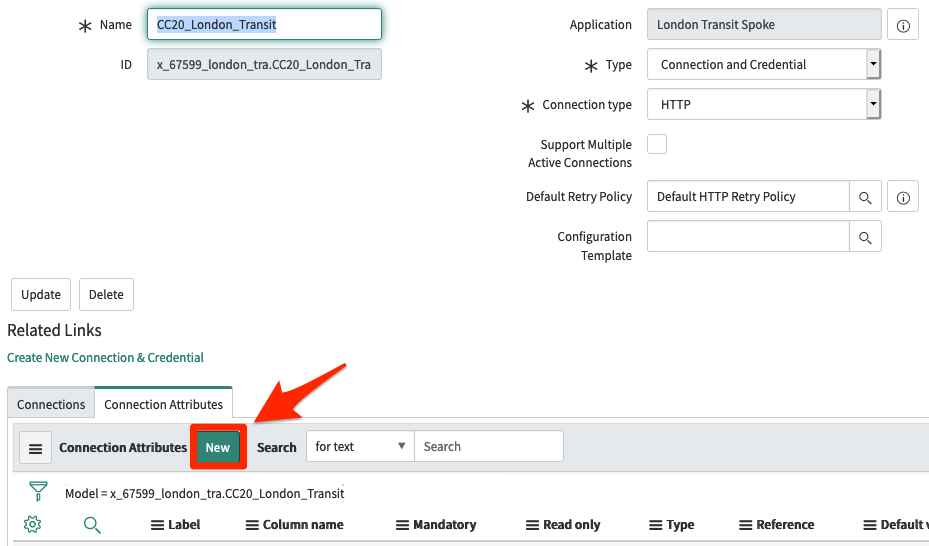 Name CC20_London_Transit Application London Transit Spoke
ID x_67599_london_tra.CC20_London_Tra Type Connection and Credential
Connection type HTTP
Support Multiple
Active Connections
Default Retry Policy Default HTTP Retry Policy
Configuration
Template
Update Delete
Related Links
Create New Connection & Credential
Connections Connection Attributes
Connection Attributes New Search for text Search
Model = x_67599_london_tra.CC20_London_Transit
Label Column name Mandatory Read only Type Reference Default v